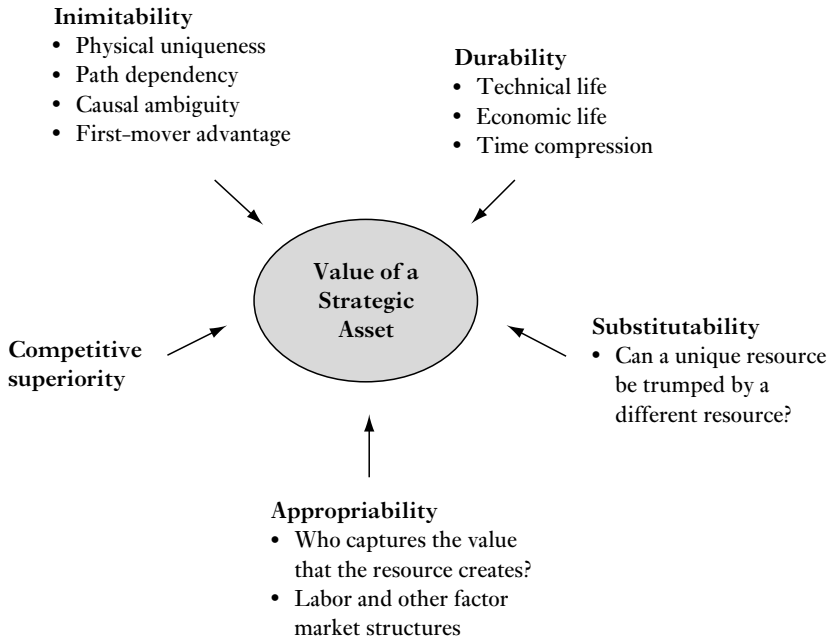 Inimitability
• Physical uniqueness
• Path dependency
• Causal ambiguity
• First-mover advantage
Durability
• Technical life
• Economic life
• Time compression
Value of a
Strategic
Asset
Competitive
superiority
Substitutability
• Can a unique resource
be trumped by a
different resource?
Appropriability
• Who captures the value
that the resource creates?
• Labor and other factor
market structures